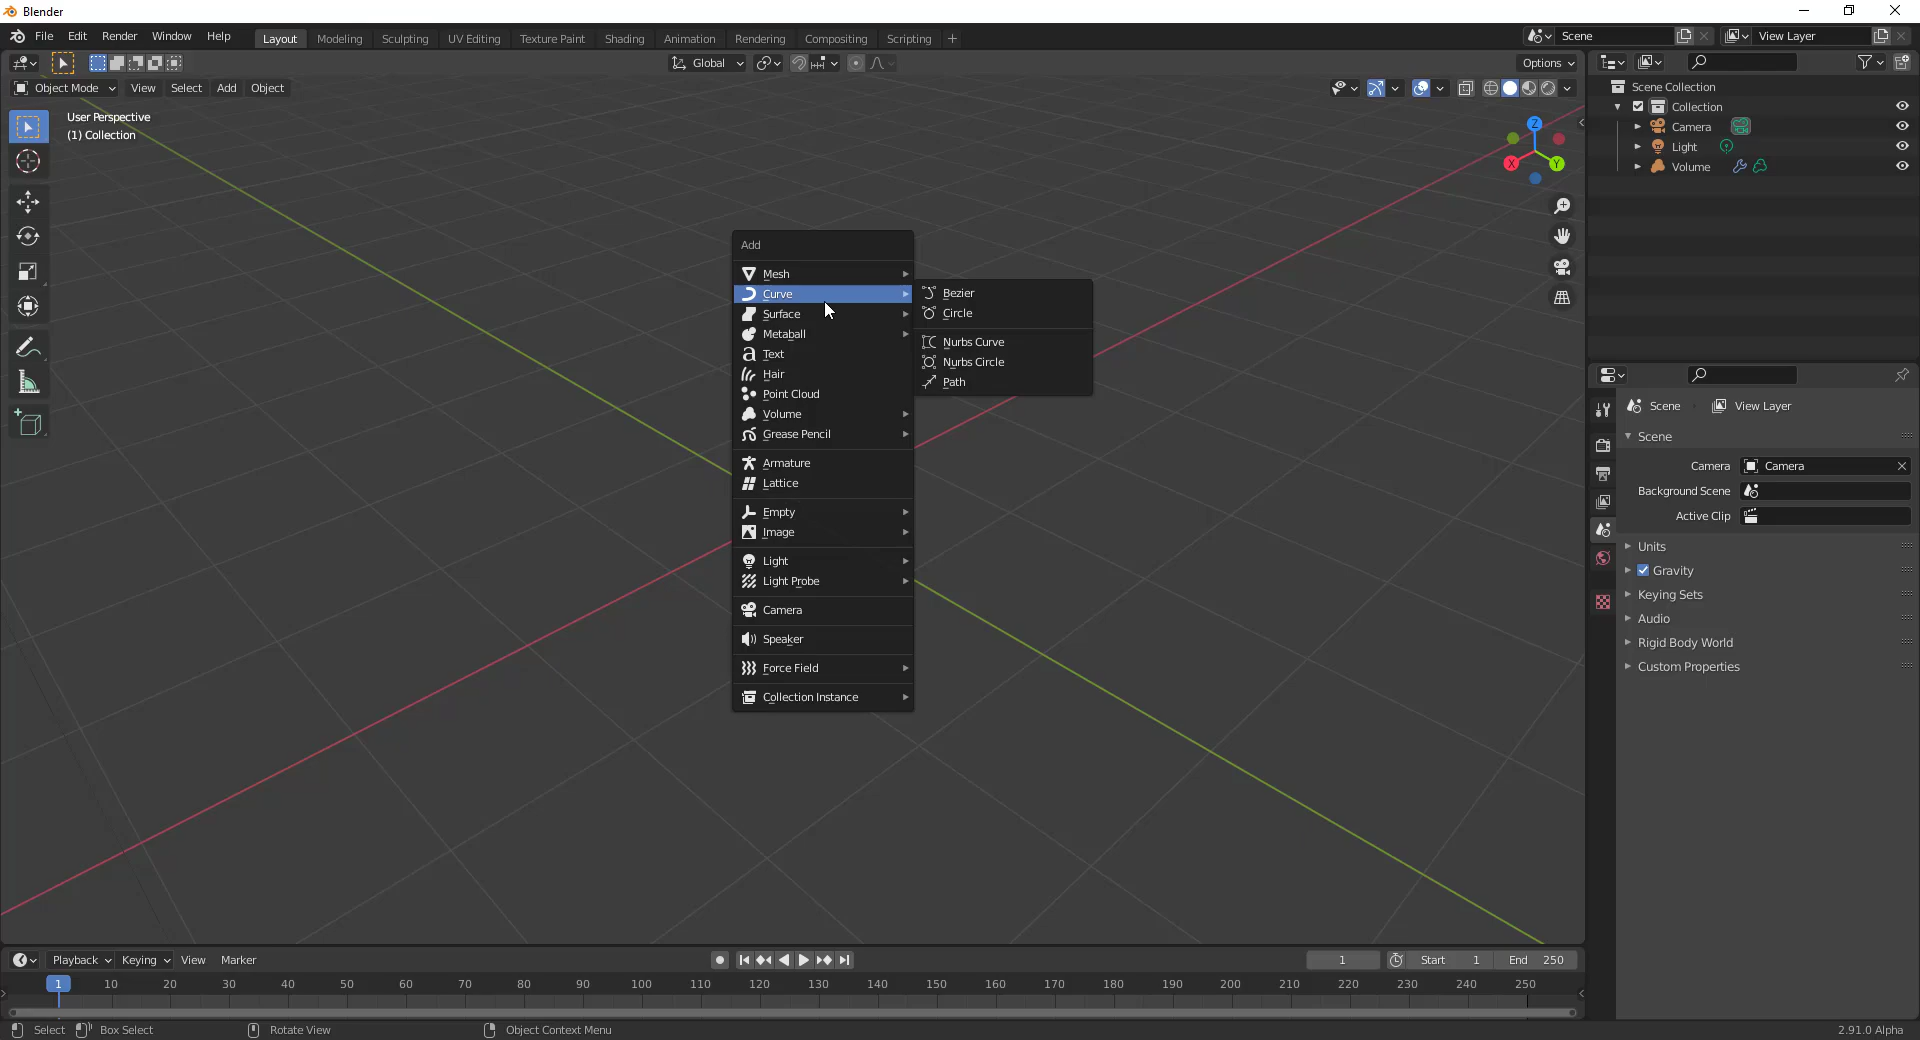 Blender
File Edit Render Window Help Layout Modeling Sculpting UV Editing Texture Paint Shading Animation Rendering Compositing Scripting + Scene View Layer
Global Options
Object Mode View Select Add Object
User Perspective
(1) Collection
Z
X
Y
Add
Mesh
Curve
Surface
Metaball
Text
Hair
Point Cloud
Volume
Grease Pencil
Armature
Lattice
Empty
Image
Light
Light Probe
Camera
Speaker
Force Field
Collection Instance
Bezier
Circle
Nurbs Curve
Nurbs Circle
Path
Scene Collection
Collection
Camera
Light
Volume
Scene View Layer
Scene
Camera Camera
Background Scene
Active Clip
Units
Gravity
Keying Sets
Audio
Rigid Body World
Custom Properties
Playback Keying View Marker 1 Start 1 End 250
1 10 20 30 40 50 60 70 80 90 100 110 120 130 140 150 160 170 180 190 200 210 220 230 240 250
Select Box Select Rotate View Object Context Menu 2.91.0 Alpha